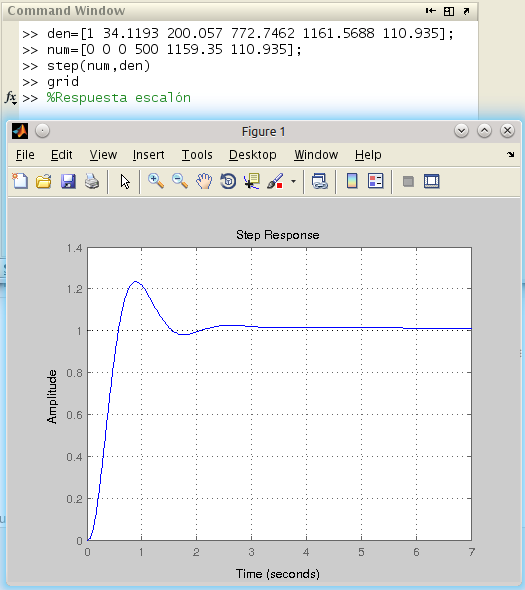 Command Window
>> den=[1 34.1193 200.057 772.7462 1161.5688 110.935];
>> num=[0 0 0 500 1159.35 110.935];
>> step(num,den)
>> grid
fx >> %Respuesta escalón
Figure 1
File Edit View Insert Tools Desktop Window Help
Step Response
1.4
1.2
1
0.8
0.6
0.4
0.2
0
Amplitude
0 1 2 3 4 5 6 7
Time (seconds)